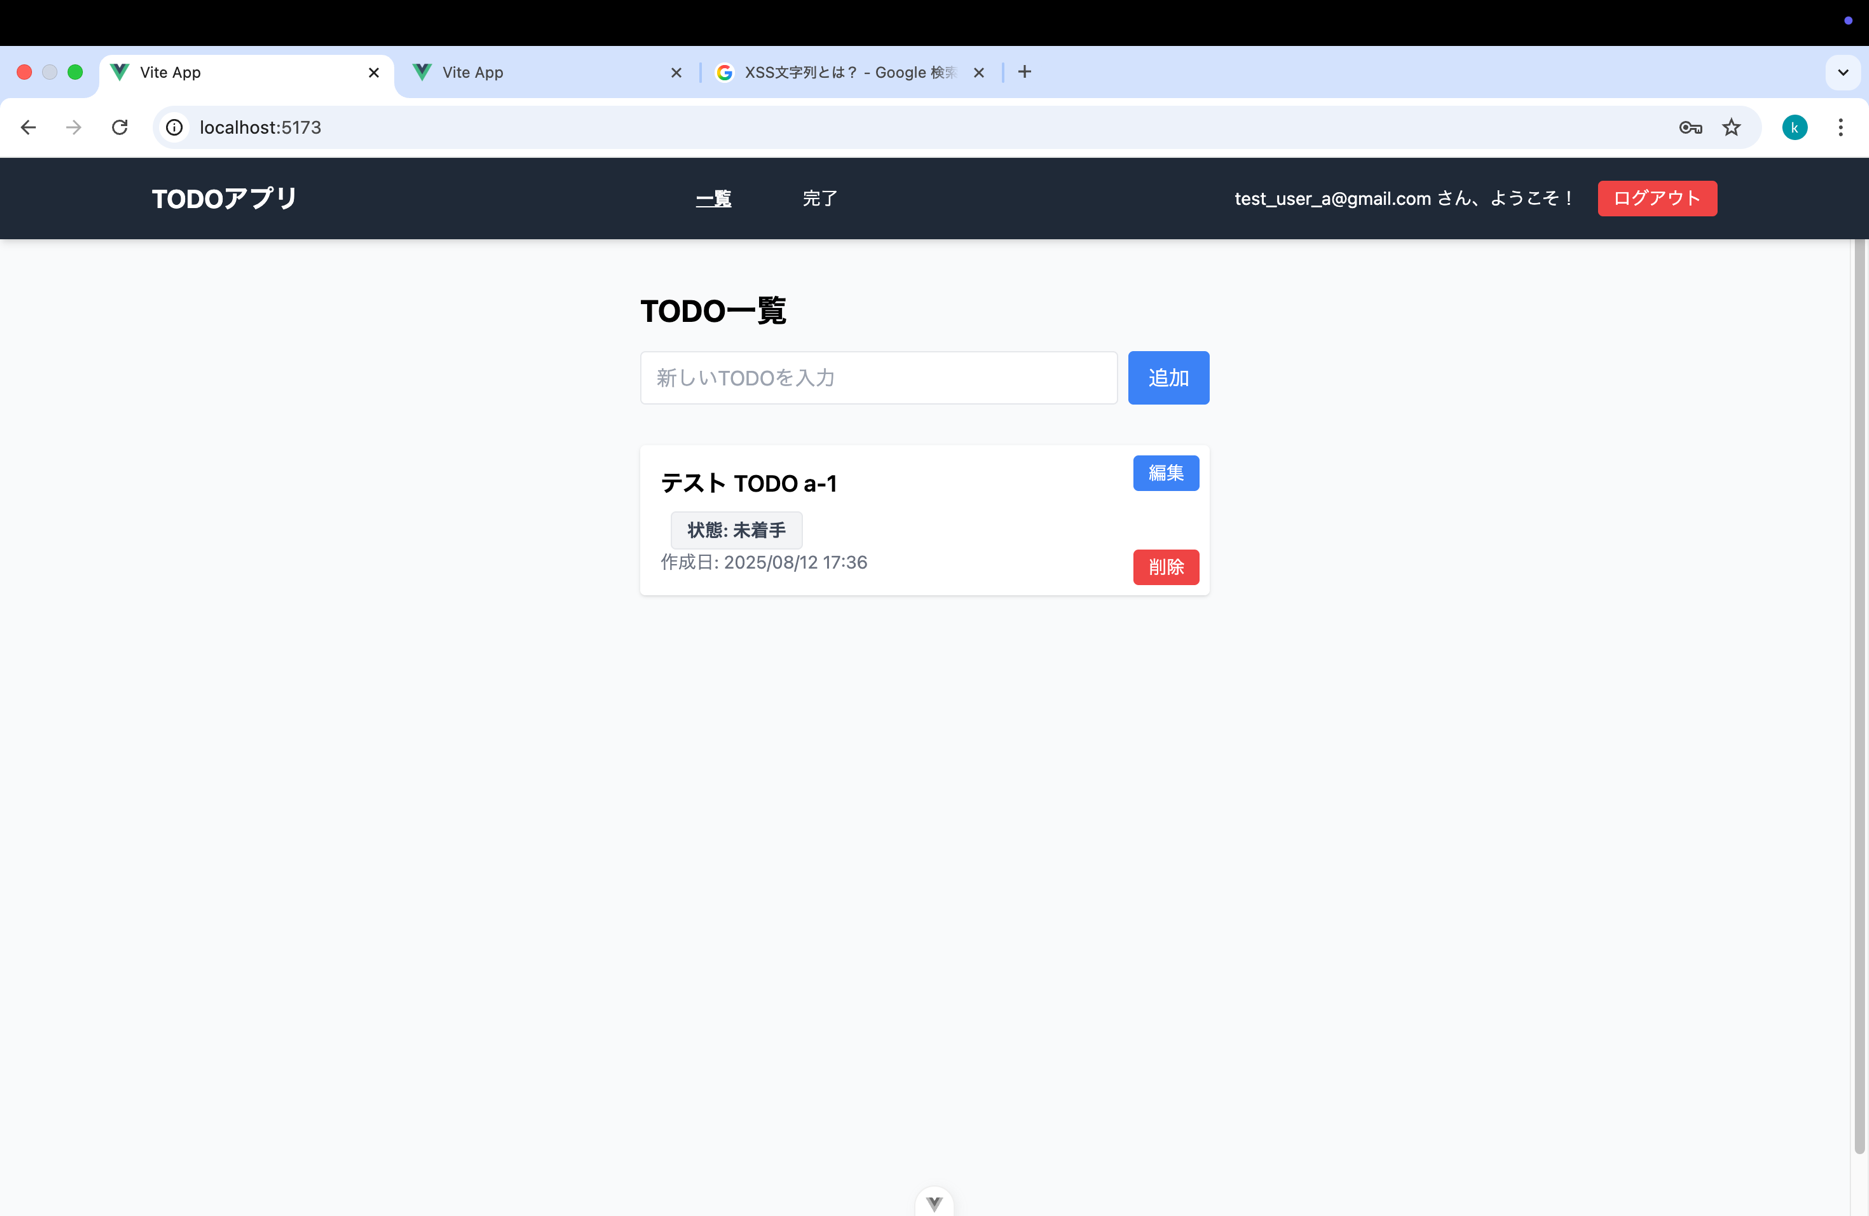 Vite App
Vite App
XSS文字列とは？ - Google 検索
localhost:5173
k
TODOアプリ
一覧
完了
test_user_a@gmail.com さん、ようこそ！
ログアウト
TODO一覧
新しいTODOを入力
追加
テスト TODO a-1
編集
状態: 未着手
作成日: 2025/08/12 17:36
削除